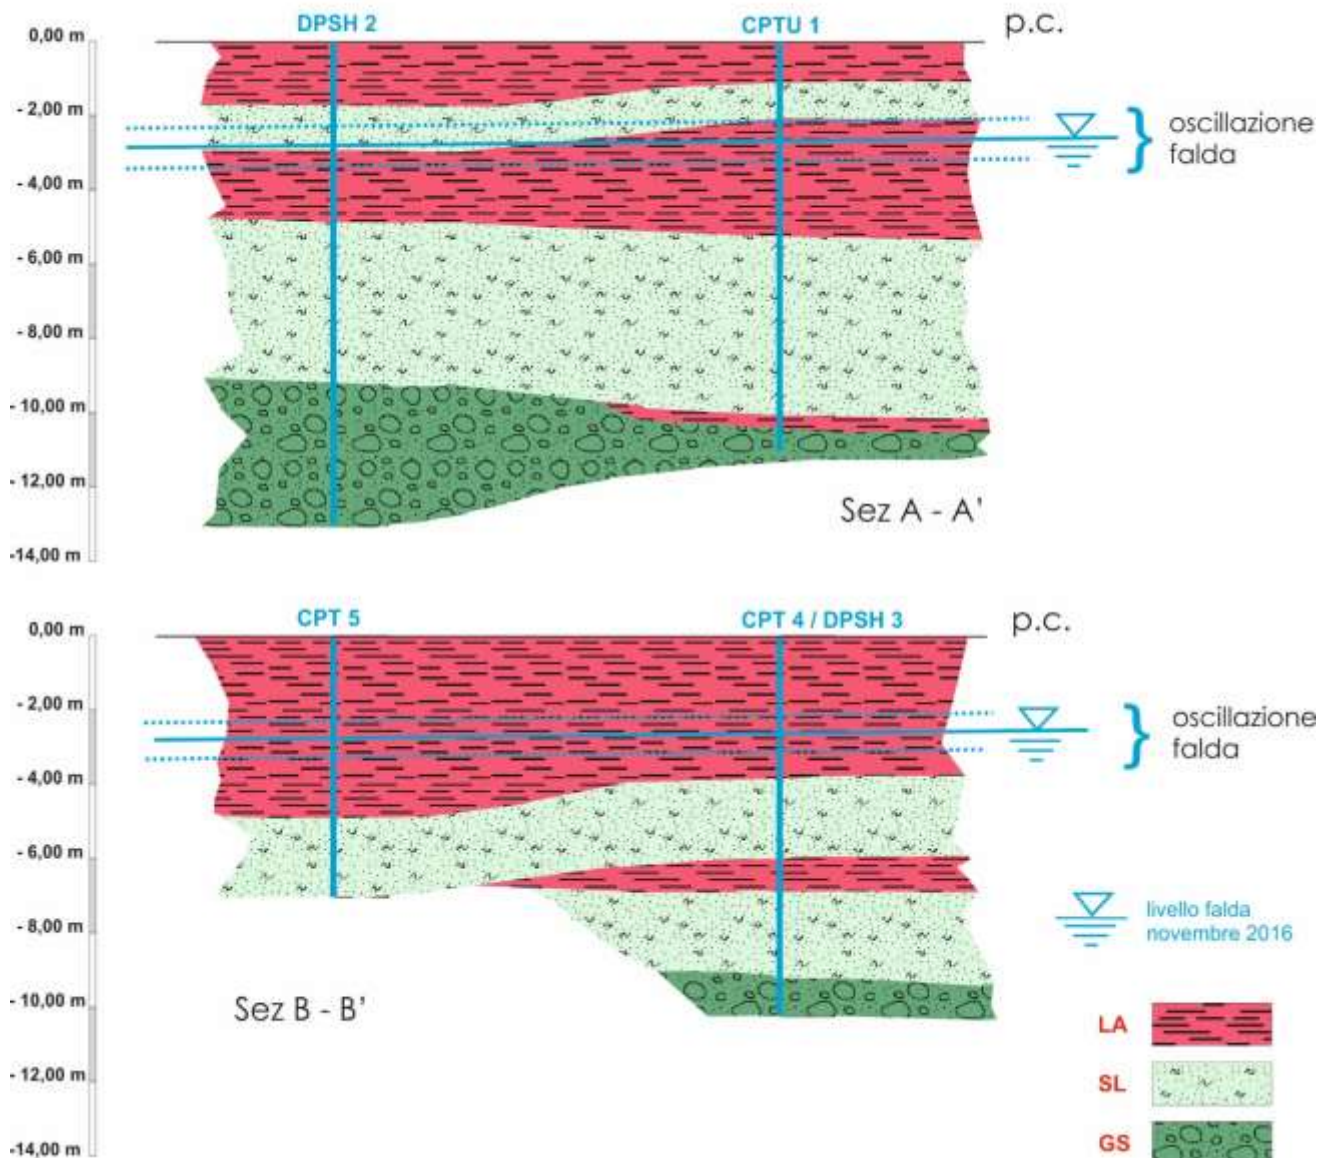 DPSH 2
CPTU 1
p.c.
0,00 m
- 2,00 m
- 4,00 m
- 6,00 m
- 8,00 m
- 10,00 m
- 12,00 m
-14,00 m
oscillazione
falda
Sez A - A'
CPT 5
CPT 4 / DPSH 3
p.c.
0,00 m
- 2,00 m
- 4,00 m
- 6,00 m
- 8,00 m
- 10,00 m
- 12,00 m
-14,00 m
oscillazione
falda
livello falda
novembre 2016
Sez B - B'
LA
SL
GS